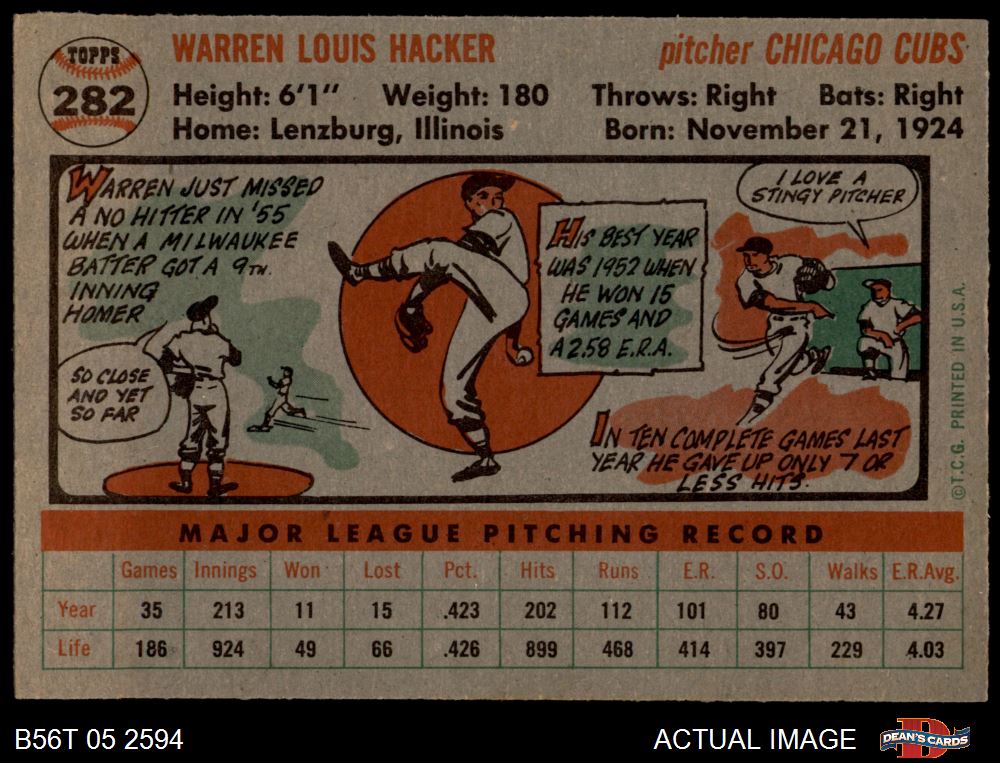 TOPPS
282
WARREN LOUIS HACKER
pitcher CHICAGO CUBS
Height: 6'1" Weight: 180 Throws: Right Bats: Right
Home: Lenzburg, Illinois Born: November 21, 1924
WARREN JUST MISSED
A NO HITTER IN '55
WHEN A MILWAUKEE
BATTER GOT A 9TH.
INNING
HOMER
SO CLOSE
AND YET
SO FAR
HIS BEST YEAR
WAS 1952 WHEN
HE WON 15
GAMES AND
A 2.58 E.R.A.
I LOVE A
STINGY PITCHER
IN TEN COMPLETE GAMES LAST
YEAR HE GAVE UP ONLY 7 OR
LESS HITS.
©T.C.G. PRINTED IN U.S.A.
MAJOR LEAGUE PITCHING RECORD
Games Innings Won Lost Pct. Hits Runs E.R. S.O. Walks E.R.Avg.
Year 35 213 11 15 .423 202 112 101 80 43 4.27
Life 186 924 49 66 .426 899 468 414 397 229 4.03
B56T 05 2594
ACTUAL IMAGE
D
DEAN'S CARDS